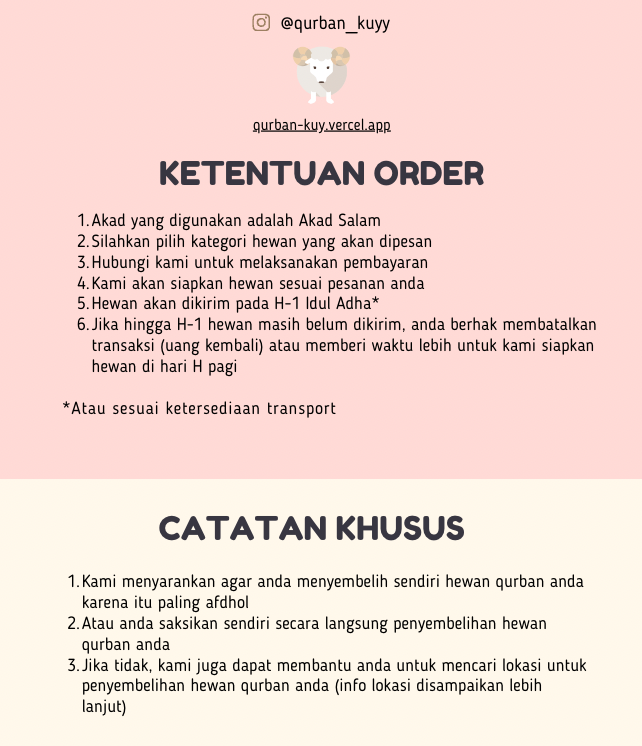 @qurban_kuyy
qurban-kuy.vercel.app
KETENTUAN ORDER
1. Akad yang digunakan adalah Akad Salam
2. Silahkan pilih kategori hewan yang akan dipesan
3. Hubungi kami untuk melaksanakan pembayaran
4. Kami akan siapkan hewan sesuai pesanan anda
5. Hewan akan dikirim pada H-1 Idul Adha*
6. Jika hingga H-1 hewan masih belum dikirim, anda berhak membatalkan
transaksi (uang kembali) atau memberi waktu lebih untuk kami siapkan
hewan di hari H pagi
*Atau sesuai ketersediaan transport
CATATAN KHUSUS
1. Kami menyarankan agar anda menyembelih sendiri hewan qurban anda
karena itu paling afdhol
2. Atau anda saksikan sendiri secara langsung penyembelihan hewan
qurban anda
3. Jika tidak, kami juga dapat membantu anda untuk mencari lokasi untuk
penyembelihan hewan qurban anda (info lokasi disampaikan lebih
lanjut)